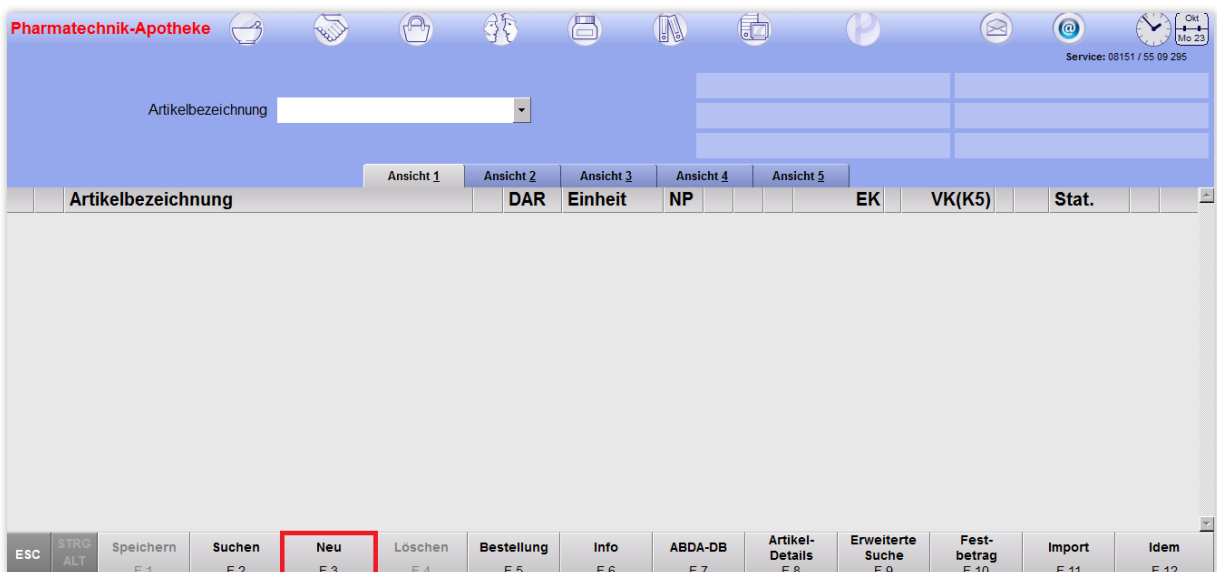 Pharmatechnik-Apotheke
Okt
Mo 23
Service: 08151 / 55 09 295
Artikelbezeichnung
Ansicht 1 Ansicht 2 Ansicht 3 Ansicht 4 Ansicht 5
Artikelbezeichnung DAR Einheit NP EK VK(K5) Stat.
ESC STRG ALT Speichern Suchen Neu Löschen Bestellung Info ABDA-DB Artikel-Details Erweiterte Suche Fest-betrag Import Idem
F 1 F 2 F 3 F 4 F 5 F 6 F 7 F 8 F 9 F 10 F 11 F 12